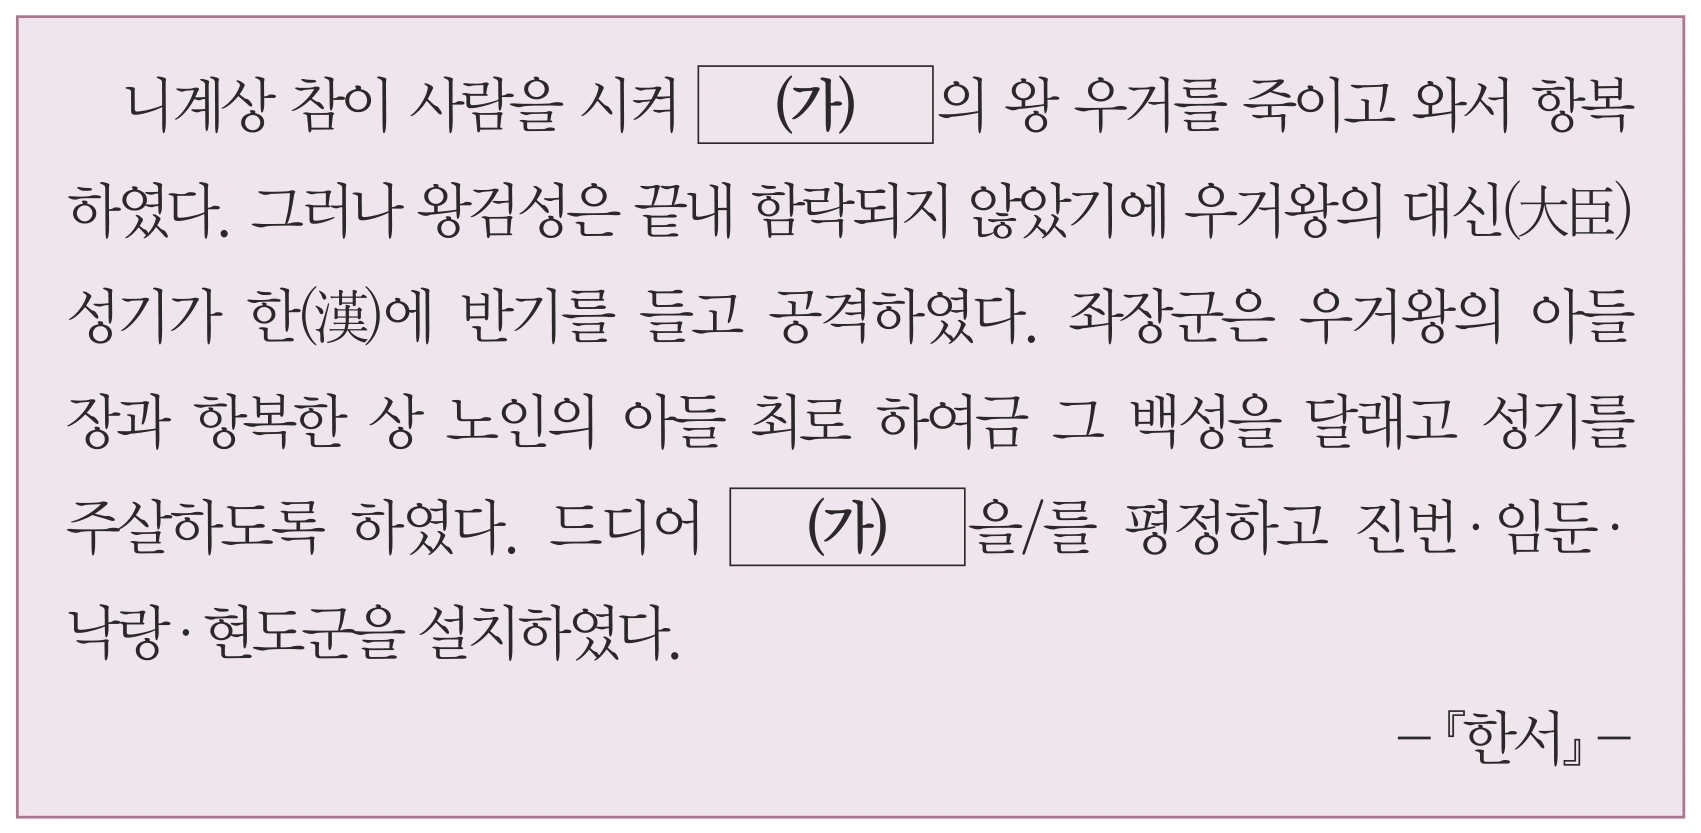 니계상 참이 사람을 시켜 (가) 의 왕 우거를 죽이고 와서 항복
하였다. 그러나 왕검성은 끝내 함락되지 않았기에 우거왕의 대신(大臣)
성기가 한(漢)에 반기를 들고 공격하였다. 좌장군은 우거왕의 아들
장과 항복한 상 노인의 아들 최로 하여금 그 백성을 달래고 성기를
주살하도록 하였다. 드디어 (가) 을/를 평정하고 진번·임둔·
낙랑·현도군을 설치하였다.
-『한서』-